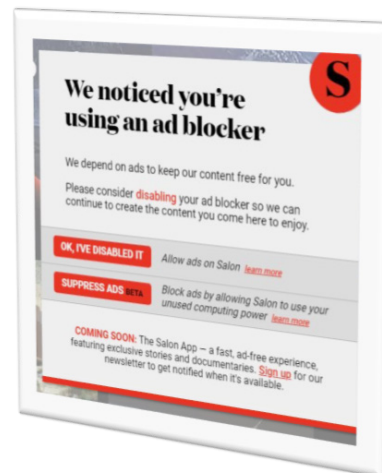 S
We noticed you're
using an ad blocker
We depend on ads to keep our content free for you.
Please consider disabling your ad blocker so we can
continue to create the content you come here to enjoy.
OK, I'VE DISABLED IT Allow ads on Salon learn more
SUPPRESS ADS BETA Block ads by allowing Salon to use your
unused computing power learn more
COMING SOON: The Salon App — a fast, ad-free experience,
featuring exclusive stories and documentaries. Sign up for our
newsletter to get notified when it's available.